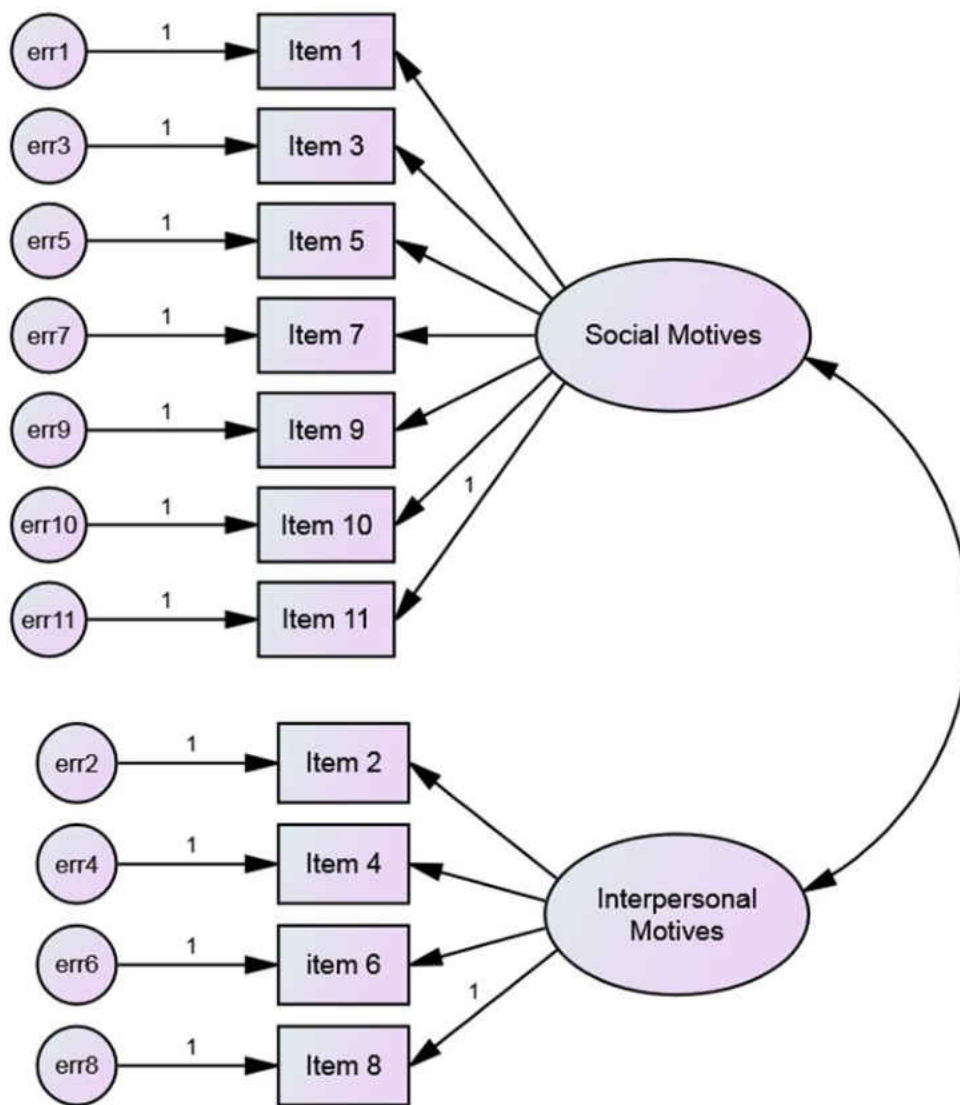 err1 1 Item 1
err3 1 Item 3
err5 1 Item 5
err7 1 Item 7
Social Motives
err9 1 Item 9
1
err10 1 Item 10
err11 1 Item 11
err2 1 Item 2
err4 1 Item 4
Interpersonal
Motives
err6 1 item 6
1
err8 1 Item 8